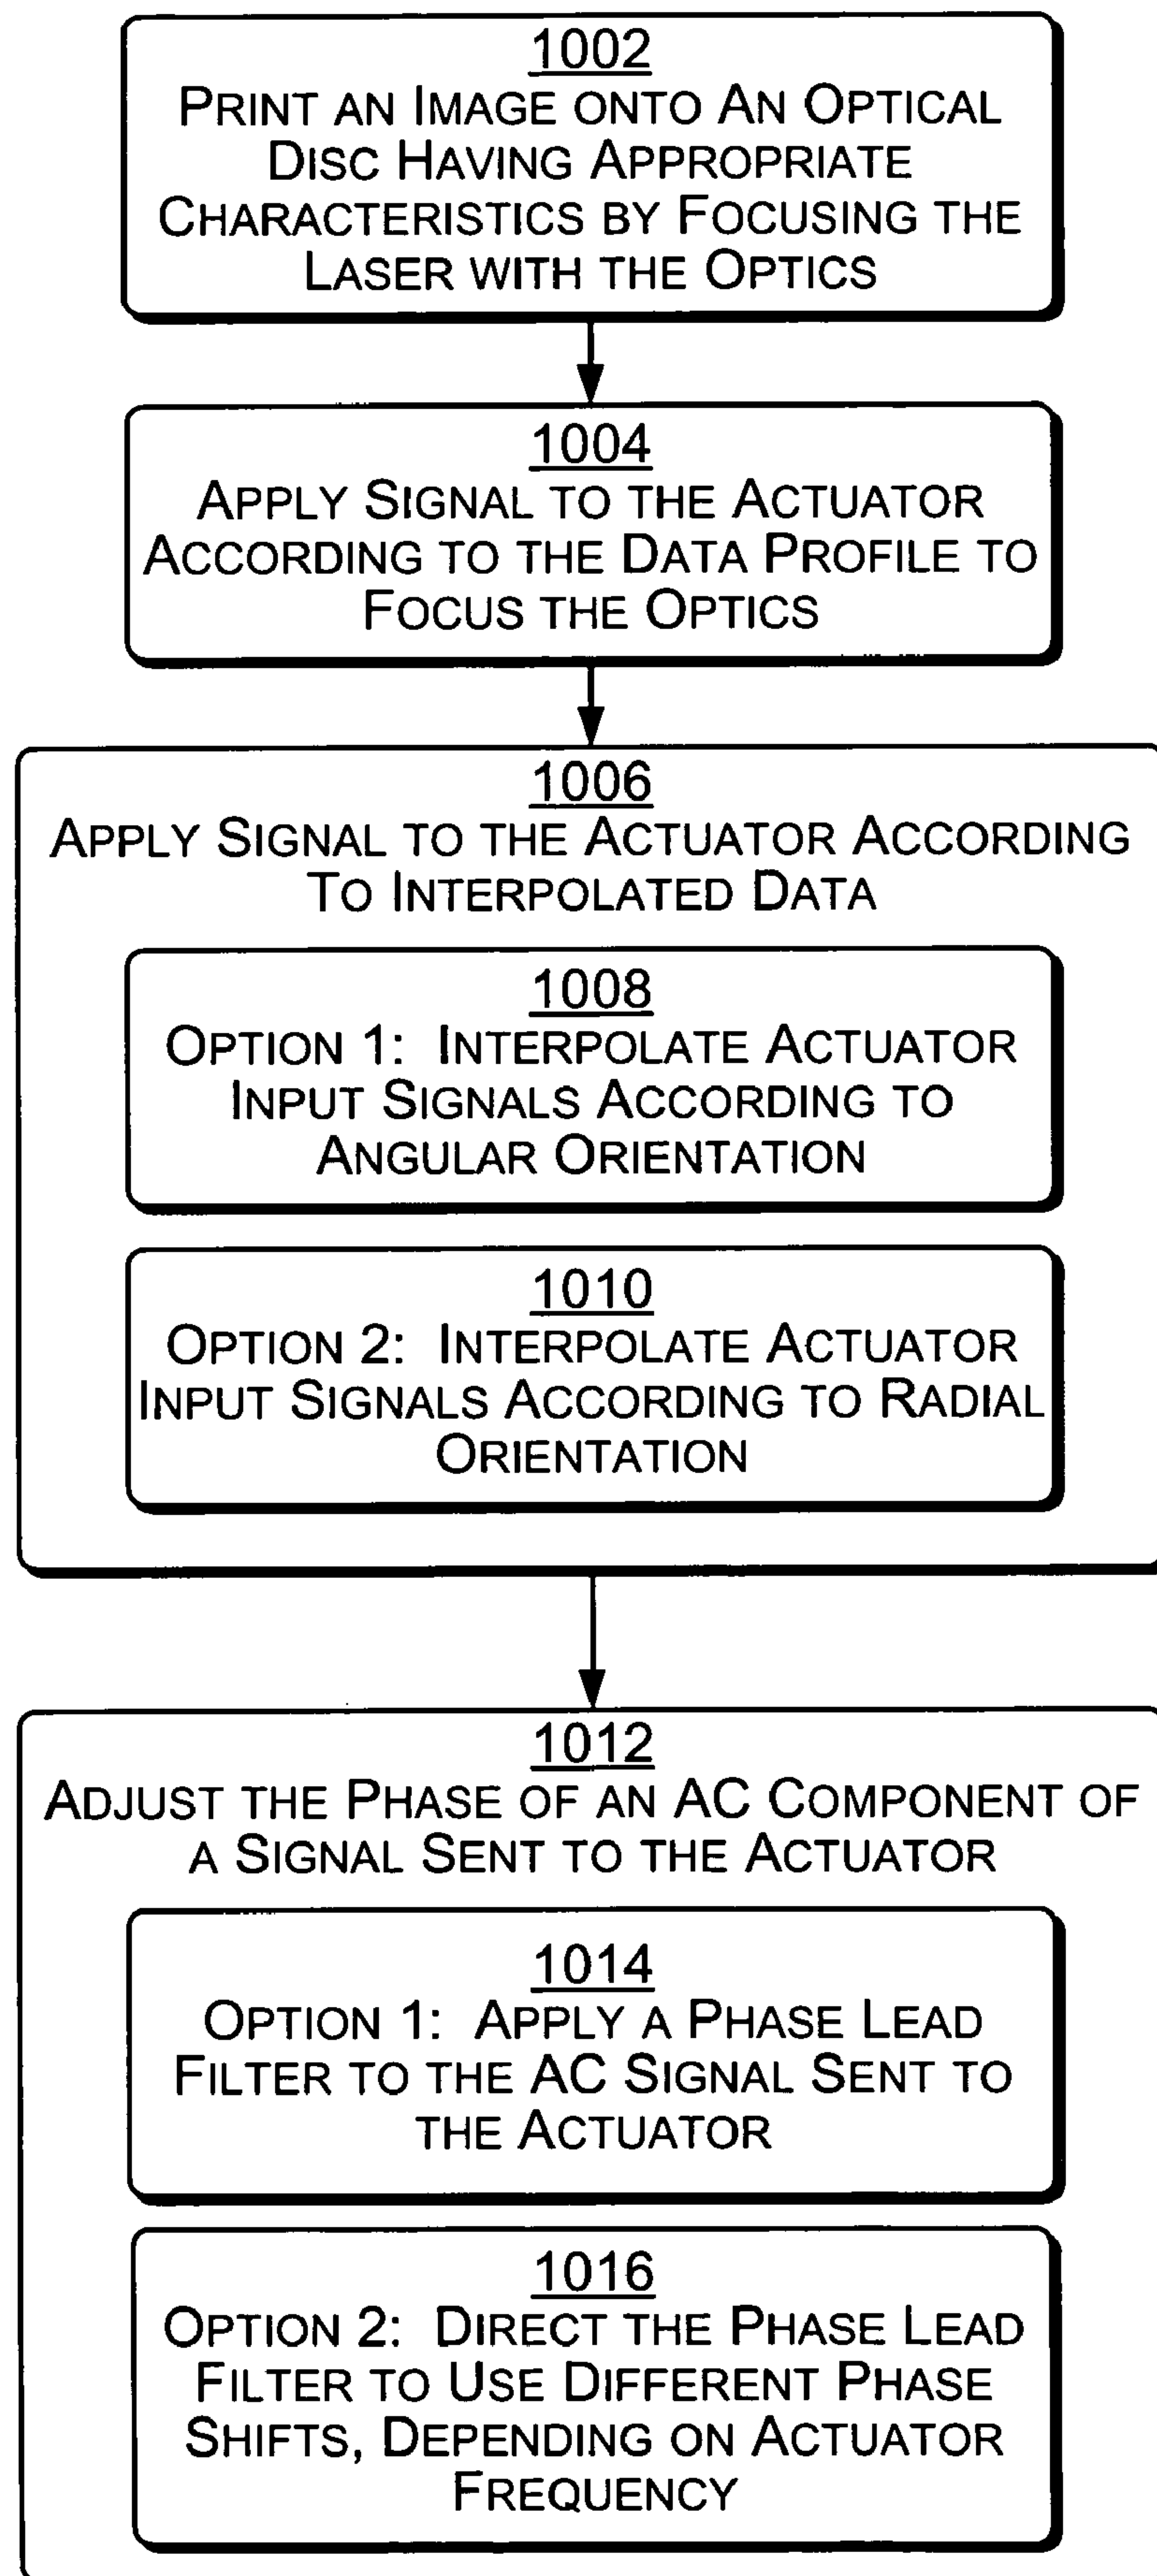 1002
PRINT AN IMAGE ONTO AN OPTICAL
DISC HAVING APPROPRIATE
CHARACTERISTICS BY FOCUSING THE
LASER WITH THE OPTICS
1004
APPLY SIGNAL TO THE ACTUATOR
ACCORDING TO THE DATA PROFILE TO
FOCUS THE OPTICS
1006
APPLY SIGNAL TO THE ACTUATOR ACCORDING
TO INTERPOLATED DATA
1008
OPTION 1: INTERPOLATE ACTUATOR
INPUT SIGNALS ACCORDING TO
ANGULAR ORIENTATION
1010
OPTION 2: INTERPOLATE ACTUATOR
INPUT SIGNALS ACCORDING TO RADIAL
ORIENTATION
1012
ADJUST THE PHASE OF AN AC COMPONENT OF
A SIGNAL SENT TO THE ACTUATOR
1014
OPTION 1: APPLY A PHASE LEAD
FILTER TO THE AC SIGNAL SENT TO
THE ACTUATOR
1016
OPTION 2: DIRECT THE PHASE LEAD
FILTER TO USE DIFFERENT PHASE
SHIFTS, DEPENDING ON ACTUATOR
FREQUENCY